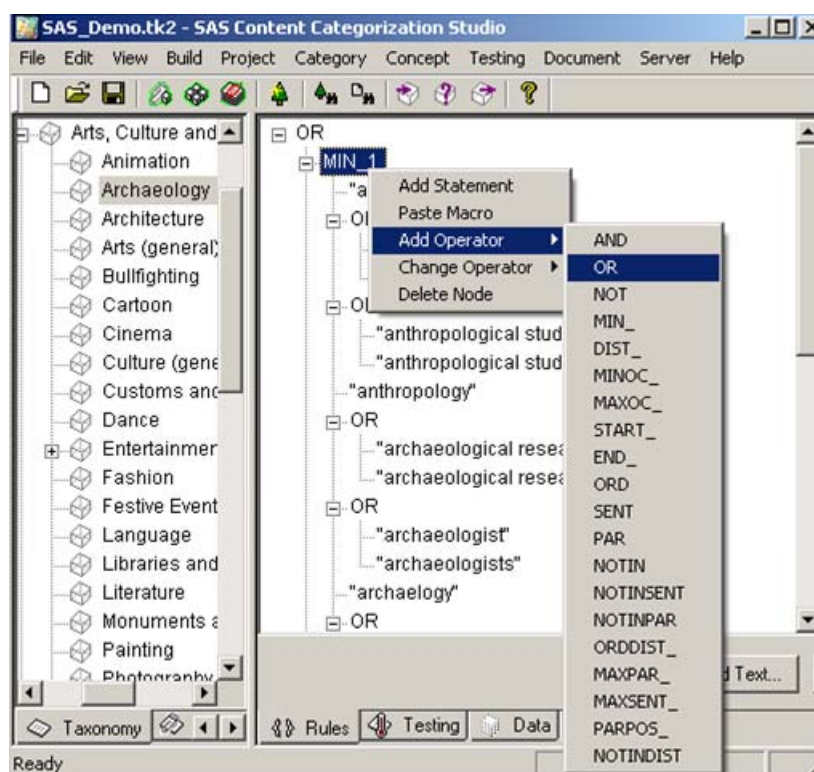 SAS_Demo.tk2 - SAS Content Categorization Studio
File Edit View Build Project Category Concept Testing Document Server Help
Arts, Culture and
Animation
Archaeology
Architecture
Arts (general)
Bullfighting
Cartoon
Cinema
Culture (gene
Customs and
Dance
Entertainmer
Fashion
Festive Event
Language
Libraries and
Literature
Monuments a
Painting
Photography
Taxonomy
OR
MIN_1
"a
OR
OR
"anthropological stud
"anthropological stud
"anthropology"
OR
"archaeological resea
"archaeological resea
OR
"archaeologist"
"archaeologists"
"archaelogy"
OR
Add Statement
Paste Macro
Add Operator
Change Operator
Delete Node
AND
OR
NOT
MIN_
DIST_
MINOC_
MAXOC_
START_
END_
ORD
SENT
PAR
NOTIN
NOTINSENT
NOTINPAR
ORDDIST_
MAXPAR_
MAXSENT_
PARPOS_
NOTINDIST
d Text...
Rules Testing Data
Ready